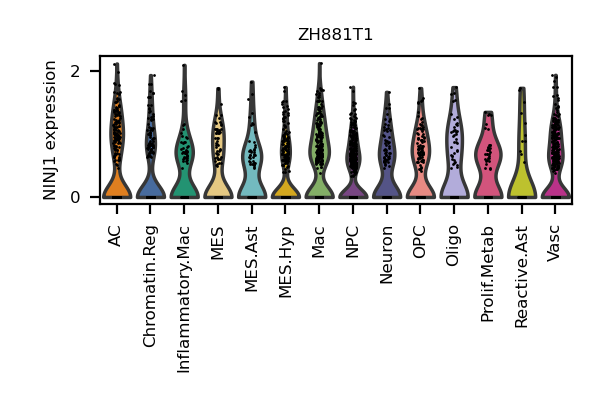 ZH881T1
NINJ1 expression
2
0
AC
Chromatin.Reg
Inflammatory.Mac
MES
MES.Ast
MES.Hyp
Mac
NPC
Neuron
OPC
Oligo
Prolif.Metab
Reactive.Ast
Vasc